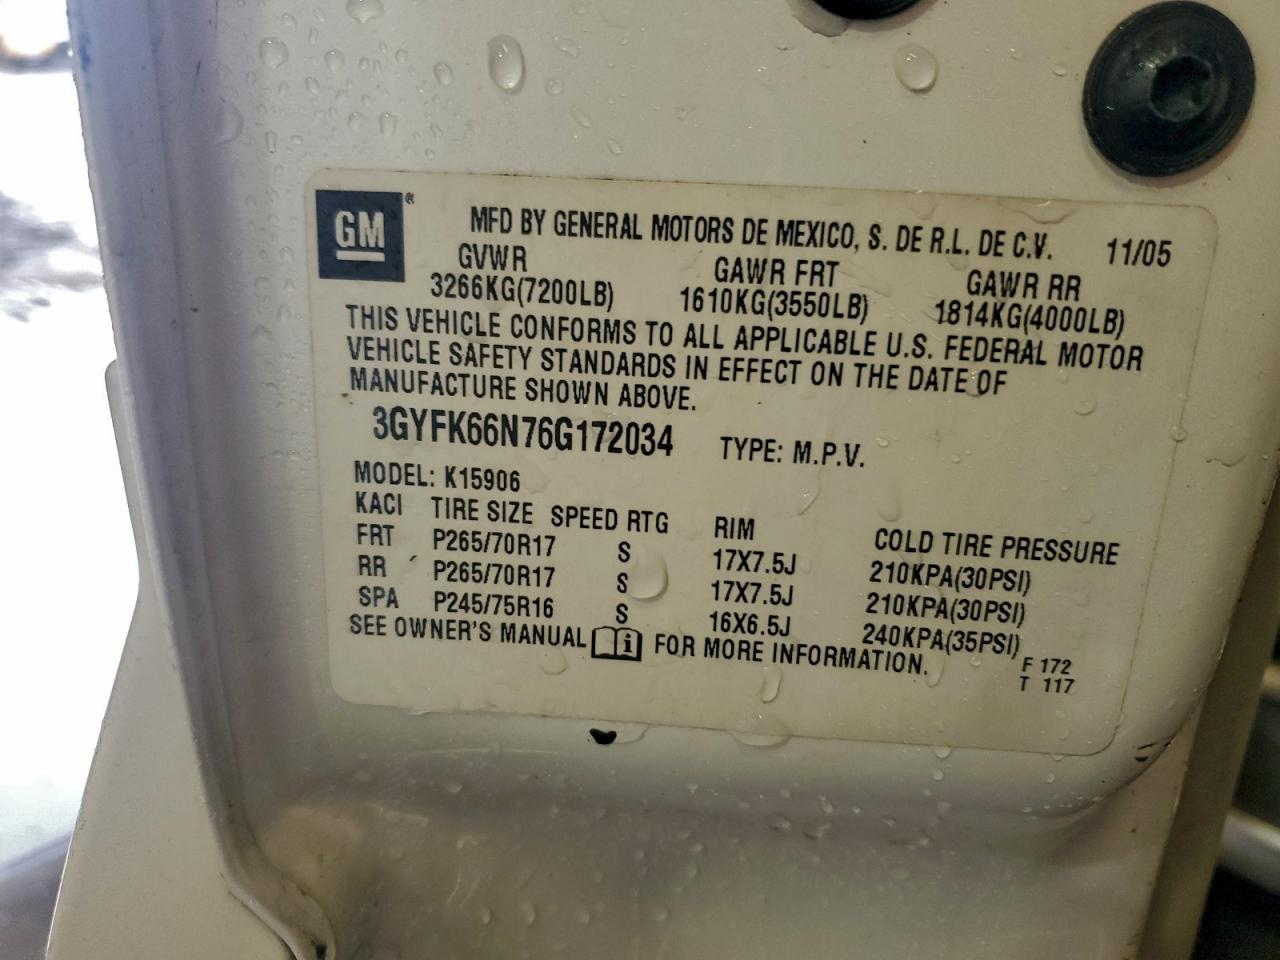 GM ®
MFD BY GENERAL MOTORS DE MEXICO, S. DE R.L. DE C.V. 11/05
GVWR GAWR FRT GAWR RR
3266KG(7200LB) 1610KG(3550LB) 1814KG(4000LB)
THIS VEHICLE CONFORMS TO ALL APPLICABLE U.S. FEDERAL MOTOR
VEHICLE SAFETY STANDARDS IN EFFECT ON THE DATE OF
MANUFACTURE SHOWN ABOVE.
3GYFK66N76G172034 TYPE: M.P.V.
MODEL: K15906
KACI TIRE SIZE SPEED RTG RIM COLD TIRE PRESSURE
FRT P265/70R17 S 17X7.5J 210KPA(30PSI)
RR P265/70R17 S 17X7.5J 210KPA(30PSI)
SPA P245/75R16 S 16X6.5J 240KPA(35PSI)
SEE OWNER'S MANUAL i FOR MORE INFORMATION.
F 172
T 117